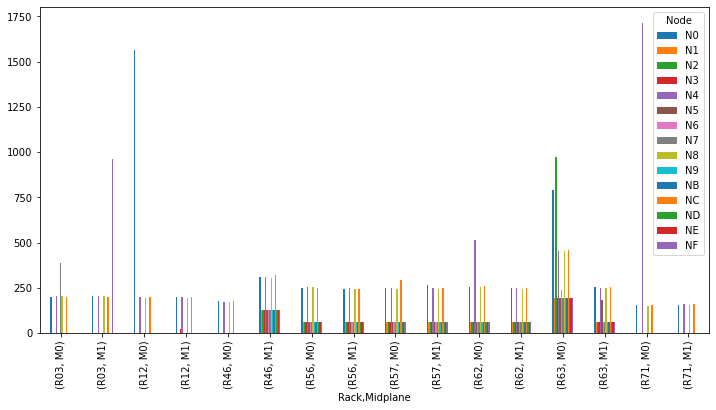 1750
1500
1250
1000
750
500
250
0
Node
N0
N1
N2
N3
N4
N5
N6
N7
N8
N9
NB
NC
ND
NE
NF
(R03, M0)
(R03, M1)
(R12, M0)
(R12, M1)
(R46, M0)
(R46, M1)
(R56, M0)
(R56, M1)
(R57, M0)
(R57, M1)
(R62, M0)
(R62, M1)
(R63, M0)
(R63, M1)
(R71, M0)
(R71, M1)
Rack,Midplane